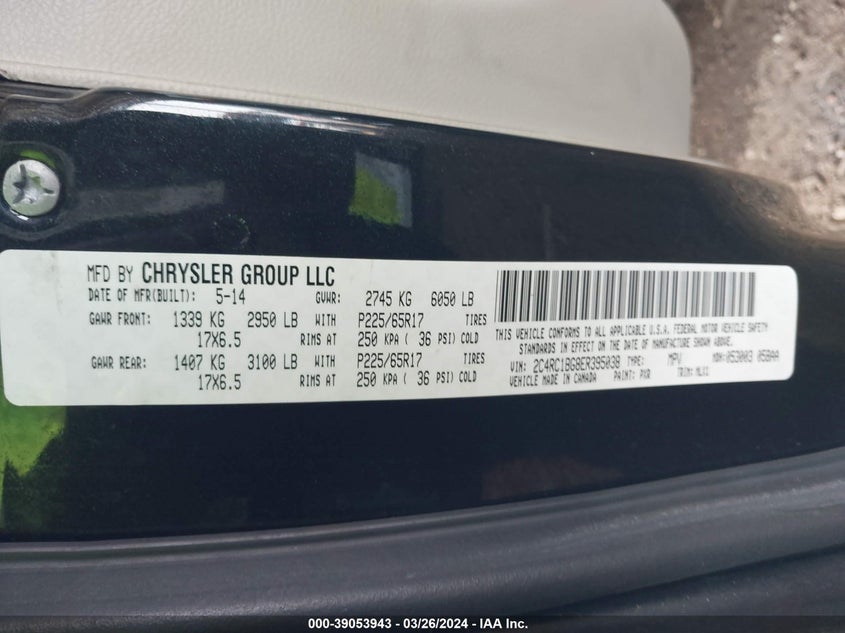 MFD BY CHRYSLER GROUP LLC
DATE OF MFR(BUILT): 5-14 GVWR: 2745 KG 6050 LB
GAWR FRONT: 1339 KG 2950 LB WITH P225/65R17 TIRES
17X6.5 RIMS AT 250 KPA ( 36 PSI) COLD
GAWR REAR: 1407 KG 3100 LB WITH P225/65R17 TIRES
17X6.5 RIMS AT 250 KPA ( 36 PSI) COLD
THIS VEHICLE CONFORMS TO ALL APPLICABLE U.S.A. FEDERAL MOTOR VEHICLE SAFETY
STANDARDS IN EFFECT ON THE DATE OF MANUFACTURE SHOWN ABOVE.
VIN: 2C4RC1BG8ER395038 TYPE: MPV MDH: 053003 058AA
VEHICLE MADE IN CANADA PAINT: PXR TRIM:
000-39053943 - 03/26/2024 - IAA Inc.